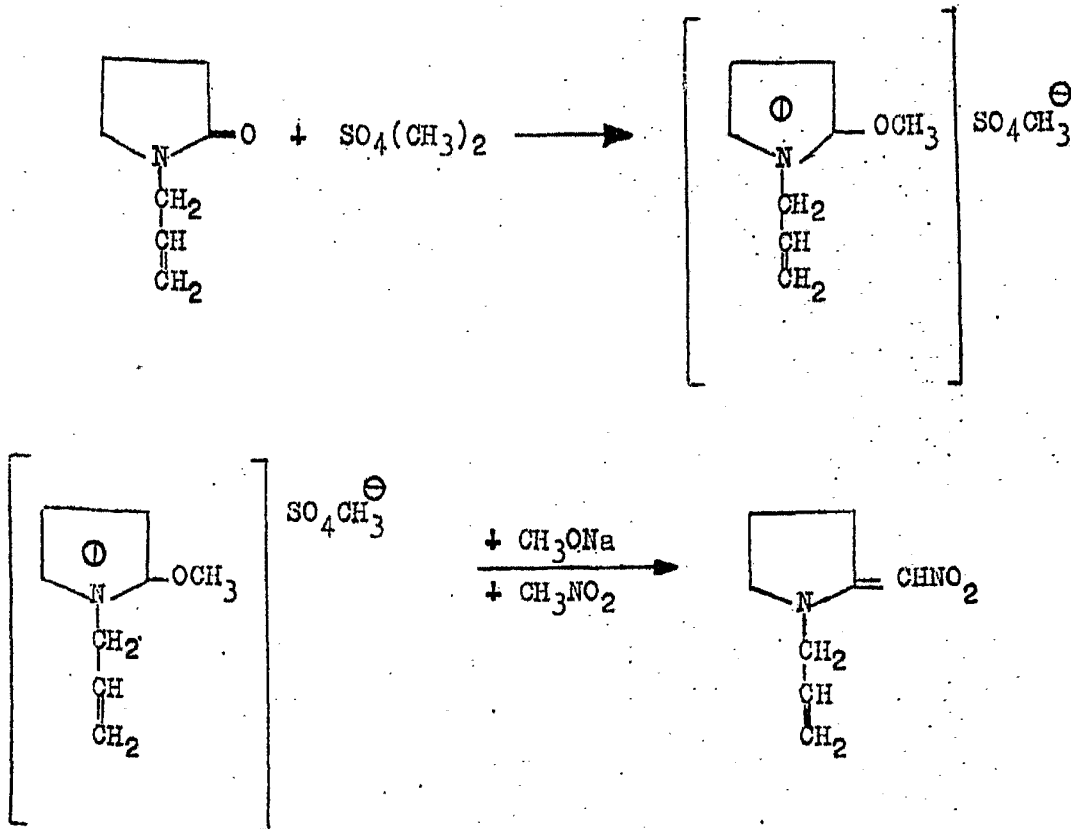 O + SO4(CH3)2
N
CH2
CH
CH2
⊕
OCH3
N
CH2
CH
CH2
SO4CH3⊖
⊕
OCH3
N
CH2
CH
CH2
SO4CH3⊖
+ CH3ONa
+ CH3NO2
CHNO2
N
CH2
CH
CH2